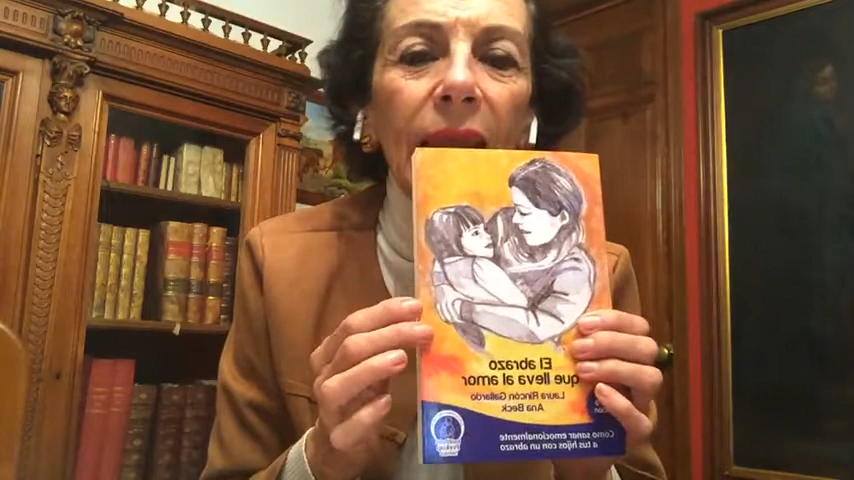 El abrazo
que lleva al amor
Laura Rincón Gallardo
Ana Beck
Como sanar emocionalmente
a tus hijos con un abrazo